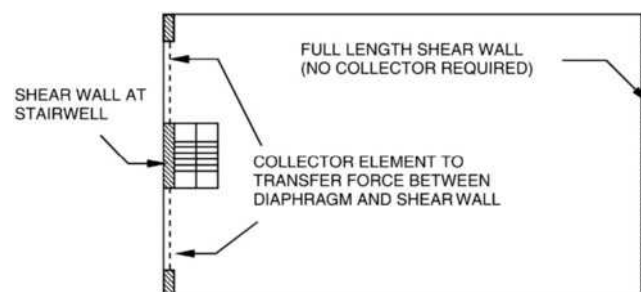 FULL LENGTH SHEAR WALL
(NO COLLECTOR REQUIRED)
SHEAR WALL AT
STAIRWELL
COLLECTOR ELEMENT TO
TRANSFER FORCE BETWEEN
DIAPHRAGM AND SHEAR WALL